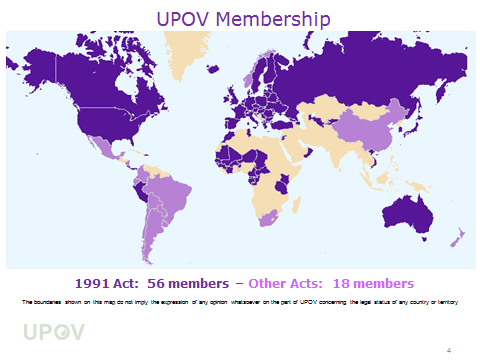 UPOV Membership
1991 Act: 56 members – Other Acts: 18 members
The boundaries shown on this map do not imply the expression of any opinion whatsoever on the part of UPOV concerning the legal status of any country or territory
UPOV
4